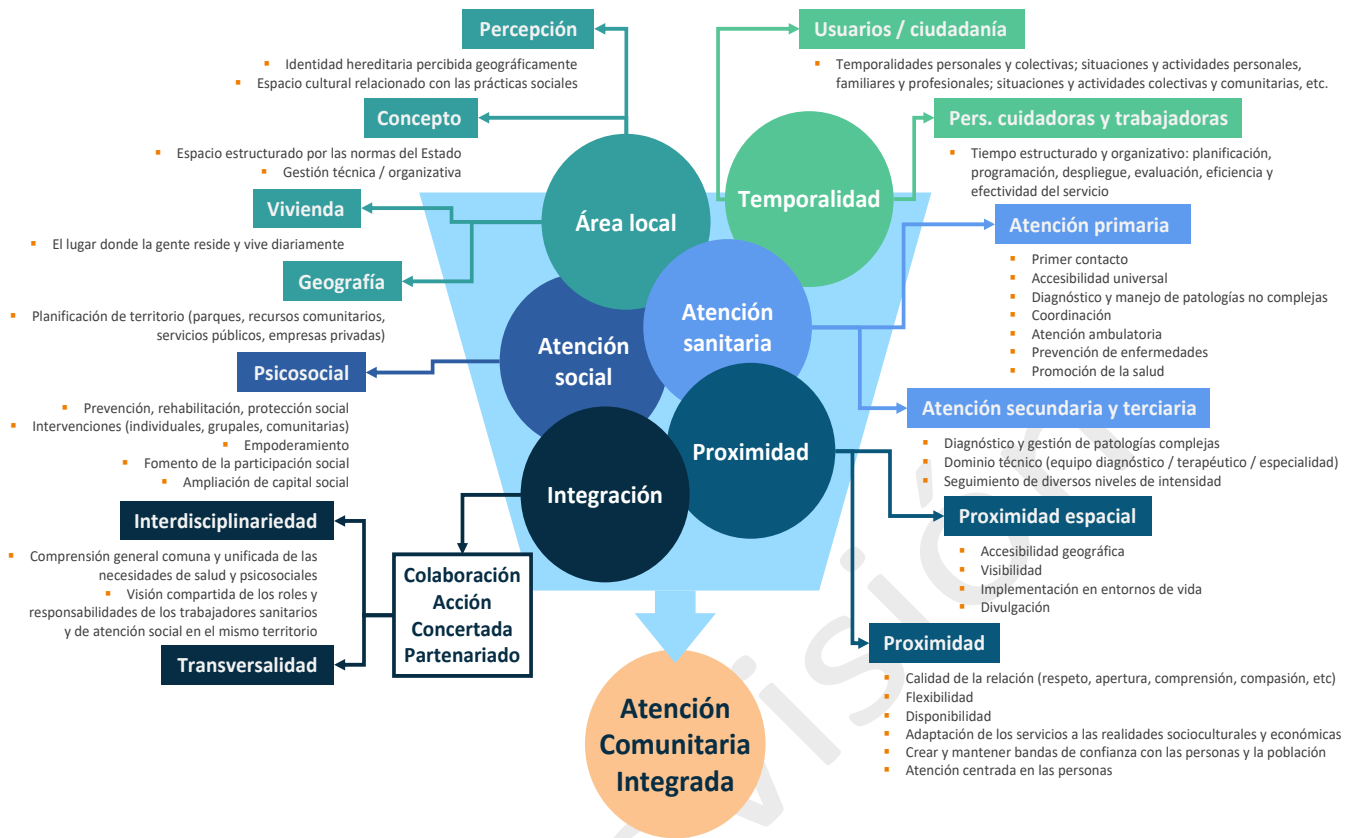 Percepción
Identidad hereditaria percibida geográficamente
Espacio cultural relacionado con las prácticas sociales
Concepto
Espacio estructurado por las normas del Estado
Gestión técnica / organizativa
Vivienda
El lugar donde la gente reside y vive diariamente
Geografía
Planificación de territorio (parques, recursos comunitarios,
servicios públicos, empresas privadas)
Psicosocial
Prevención, rehabilitación, protección social
Intervenciones (individuales, grupales, comunitarias)
Empoderamiento
Fomento de la participación social
Ampliación de capital social
Interdisciplinariedad
Comprensión general comuna y unificada de las
necesidades de salud y psicosociales
Visión compartida de los roles y
responsabilidades de los trabajadores sanitarios
y de atención social en el mismo territorio
Transversalidad
Colaboración
Acción
Concertada
Partenariado
Área local
Temporalidad
Atención
sanitaria
Atención
social
Proximidad
Integración
Atención
Comunitaria
Integrada
Usuarios / ciudadanía
Temporalidades personales y colectivas; situaciones y actividades personales,
familiares y profesionales; situaciones y actividades colectivas y comunitarias, etc.
Pers. cuidadoras y trabajadoras
Tiempo estructurado y organizativo: planificación,
programación, despliegue, evaluación, eficiencia y
efectividad del servicio
Atención primaria
Primer contacto
Accesibilidad universal
Diagnóstico y manejo de patologías no complejas
Coordinación
Atención ambulatoria
Prevención de enfermedades
Promoción de la salud
Atención secundaria y terciaria
Diagnóstico y gestión de patologías complejas
Dominio técnico (equipo diagnóstico / terapéutico / especialidad)
Seguimiento de diversos niveles de intensidad
Proximidad espacial
Accesibilidad geográfica
Visibilidad
Implementación en entornos de vida
Divulgación
Proximidad
Calidad de la relación (respeto, apertura, comprensión, compasión, etc)
Flexibilidad
Disponibilidad
Adaptación de los servicios a las realidades socioculturales y económicas
Crear y mantener bandas de confianza con las personas y la población
Atención centrada en las personas